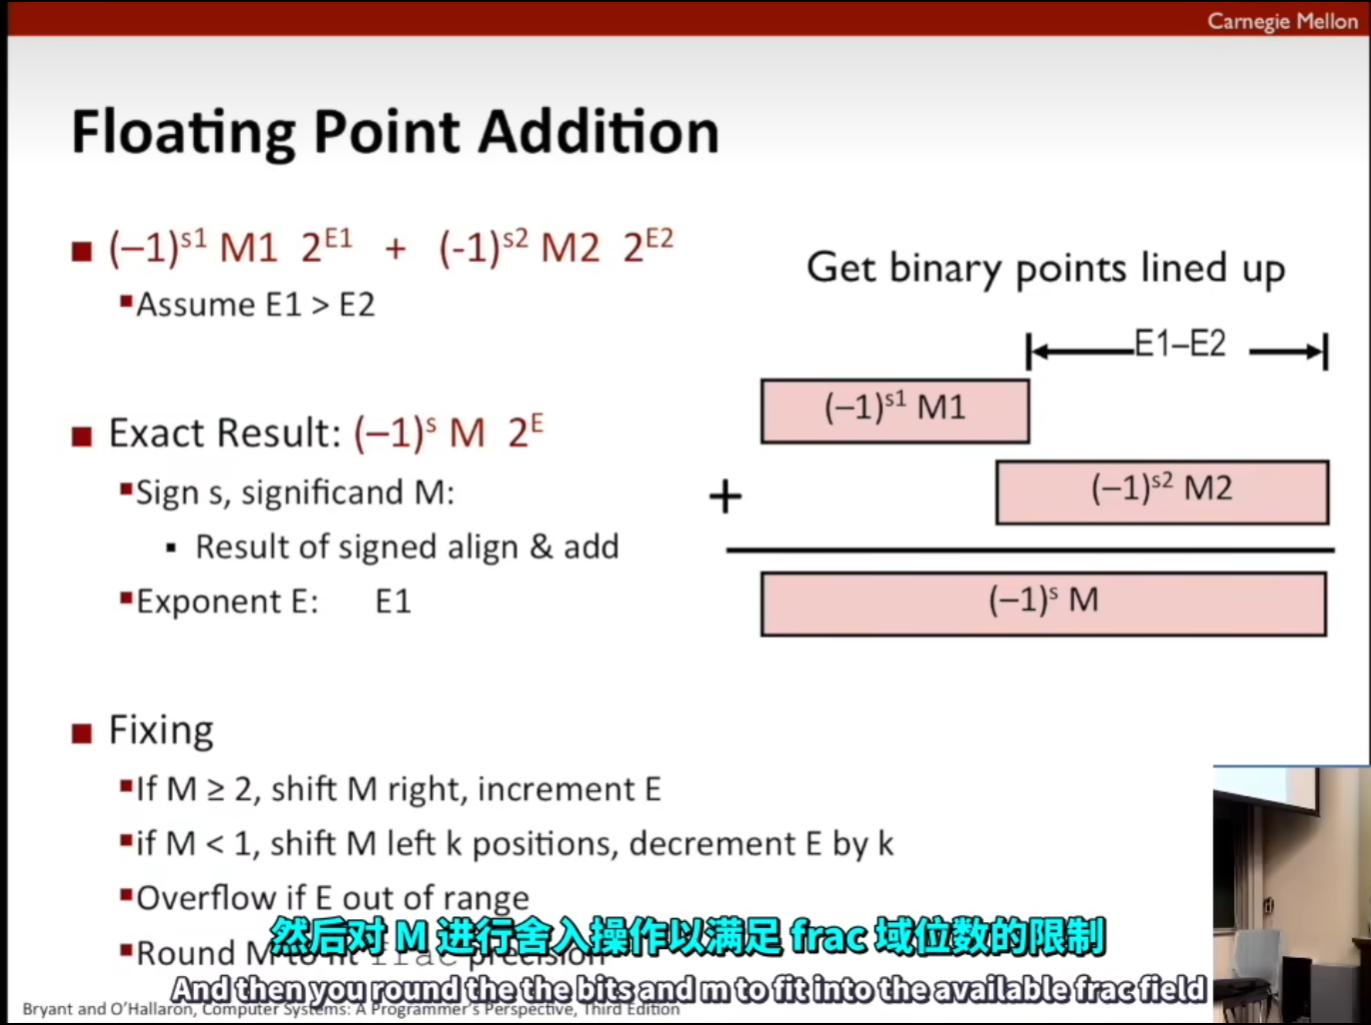 Carnegie Mellon
Floating Point Addition
■ (–1)^s1 M1 2^E1 + (-1)^s2 M2 2^E2
▪Assume E1 > E2
Get binary points lined up
E1–E2
(–1)^s1 M1
+
(–1)^s2 M2
(–1)^s M
■ Exact Result: (–1)^s M 2^E
▪Sign s, significand M:
▪ Result of signed align & add
▪Exponent E: E1
■ Fixing
▪If M ≥ 2, shift M right, increment E
▪if M < 1, shift M left k positions, decrement E by k
▪Overflow if E out of range
▪Round M to fit frac precision
然后对 M 进行舍入操作以满足 frac 域位数的限制
And then you round the the bits and m to fit into the available frac field
Bryant and O'Hallaron, Computer Systems: A Programmer's Perspective, Third Edition